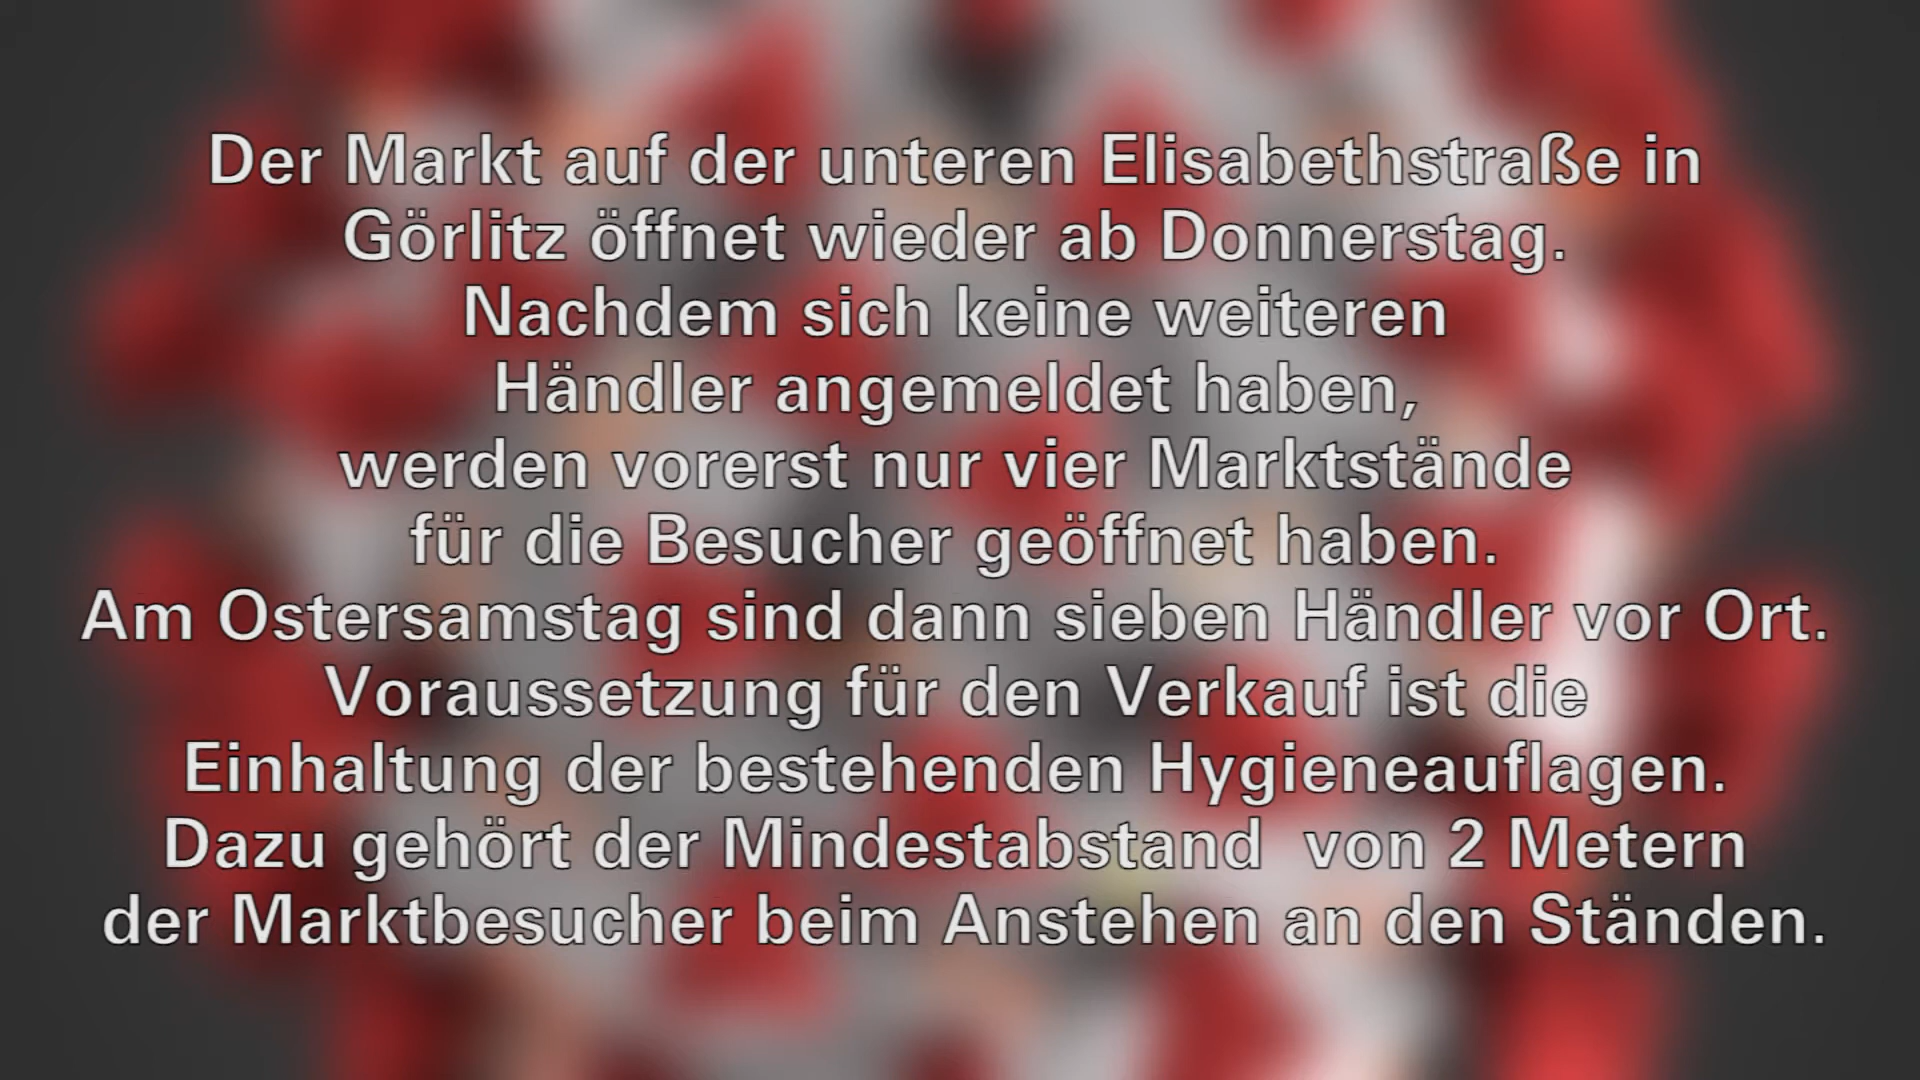 Der Markt auf der unteren Elisabethstraße in
Görlitz öffnet wieder ab Donnerstag.
Nachdem sich keine weiteren
Händler angemeldet haben,
werden vorerst nur vier Marktstände
für die Besucher geöffnet haben.
Am Ostersamstag sind dann sieben Händler vor Ort.
Voraussetzung für den Verkauf ist die
Einhaltung der bestehenden Hygieneauflagen.
Dazu gehört der Mindestabstand  von 2 Metern
der Marktbesucher beim Anstehen an den Ständen.